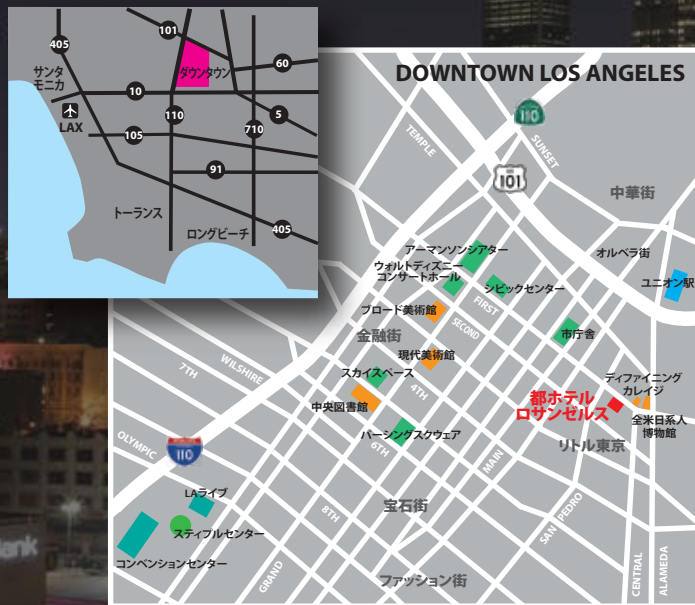 101
405
60
サンタ
モニカ
ダウンタウン
10
LAX
110
5
105
710
91
トーランス
ロングビーチ
405
DOWNTOWN LOS ANGELES
110
TEMPLE
SUNSET
101
中華街
アーマンソンシアター
オルベラ街
ウォルトディズニー
コンサートホール
シビックセンター
ユニオン駅
FIRST
ブロード美術館
SECOND
市庁舎
金融街
現代美術館
WILSHIRE
7TH
スカイスペース
4TH
ディファイニング
カレイジ
都ホテル
ロサンゼルス
中央図書館
全米日系人
博物館
パーシングスクウェア
6TH
リトル東京
OLYMPIC
110
MAIN
LAライブ
宝石街
8TH
SAN PEDRO
スティプルセンター
コンベンションセンター
GRAND
ファッション街
CENTRAL
ALAMEDA
ank